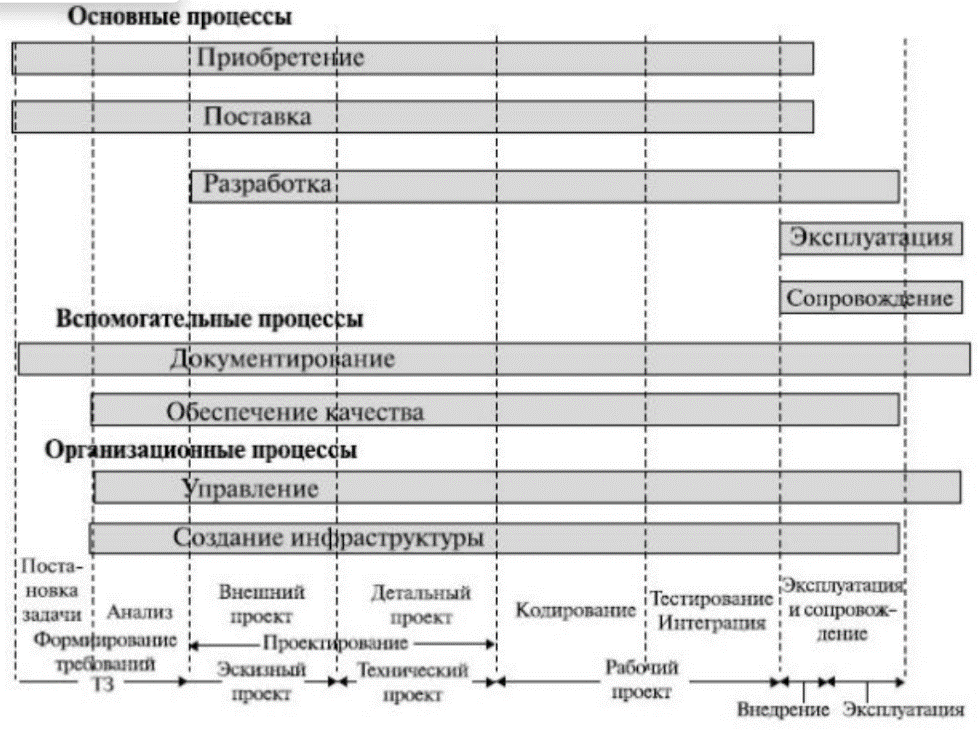 Основные процессы
Приобретение
Поставка
Разработка
Эксплуатация
Сопровождение
Вспомогательные процессы
Документирование
Обеспечение качества
Организационные процессы
Управление
Создание инфраструктуры
Поста-
новка
задачи
Анализ
Формирование
требований
ТЗ
Внешний
проект
Детальный
проект
Проектирование
Эскизный
проект
Технический
проект
Кодирование
Тестирование
Интеграция
Рабочий
проект
Эксплуатация
и сопровож-
дение
Внедрение
Эксплуатация